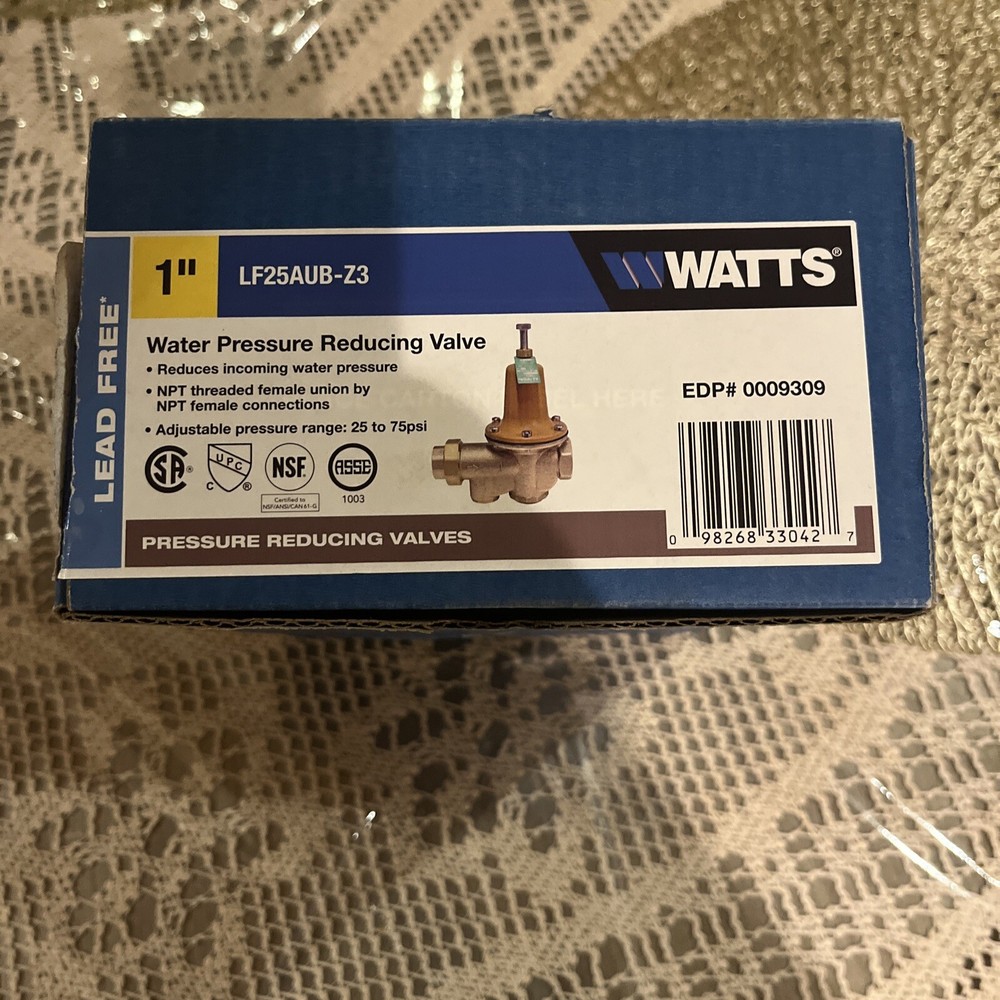 1"
LF25AUB-Z3
WATTS®
LEAD FREE*
Water Pressure Reducing Valve
• Reduces incoming water pressure
• NPT threaded female union by
NPT female connections
• Adjustable pressure range: 25 to 75psi
EDP# 0009309
SA®
UPC
C
NSF.
Certified to
NSF/ANSI/CAN 61-G
ASSE
1003
PRESSURE REDUCING VALVES
0 98268 33042 7